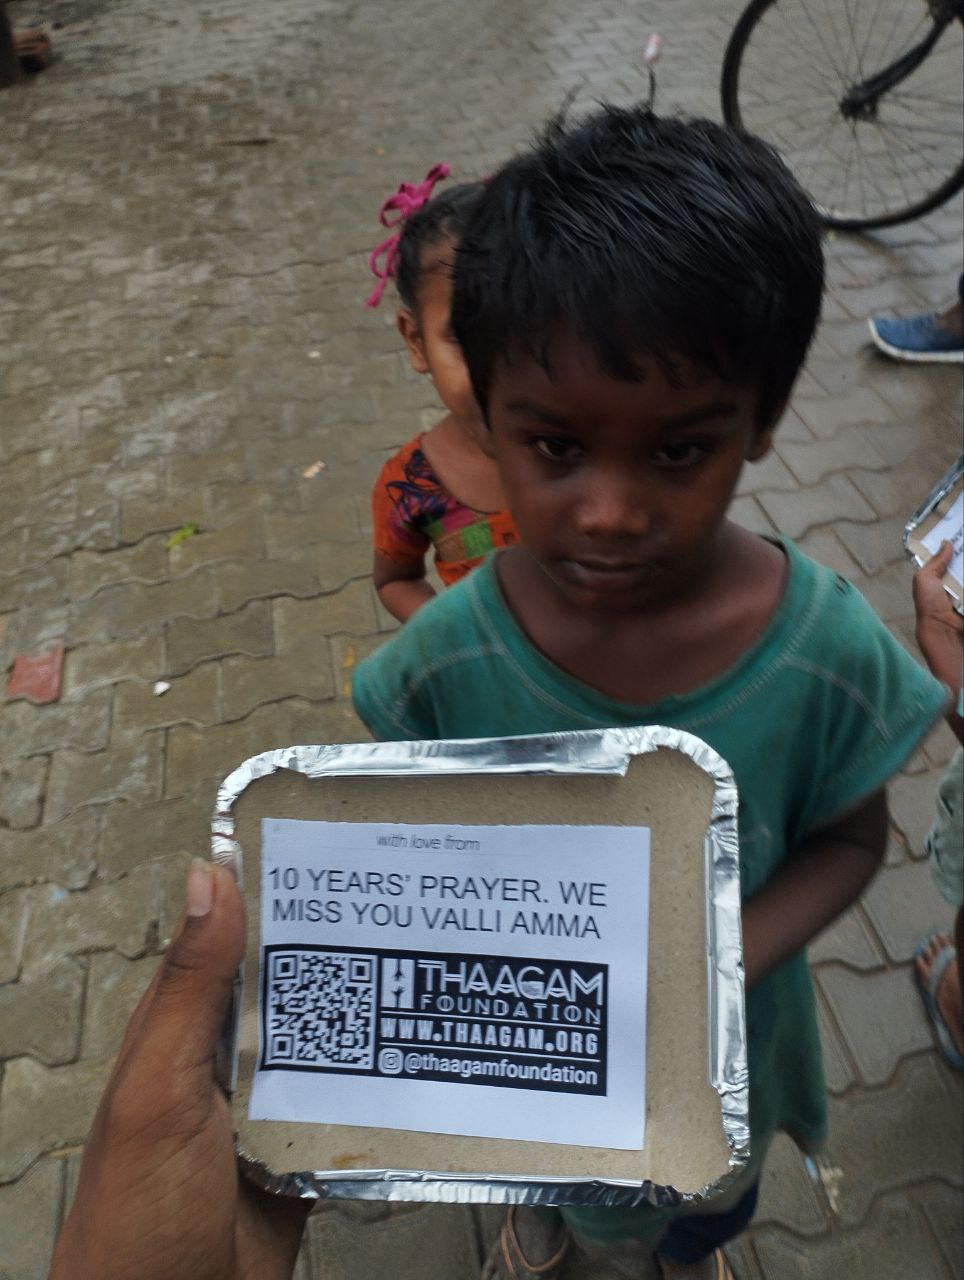 with love from
10 YEARS' PRAYER. WE
MISS YOU VALLI AMMA
THAAGAM
FOUNDATION
WWW.THAAGAM.ORG
@thaagamfoundation